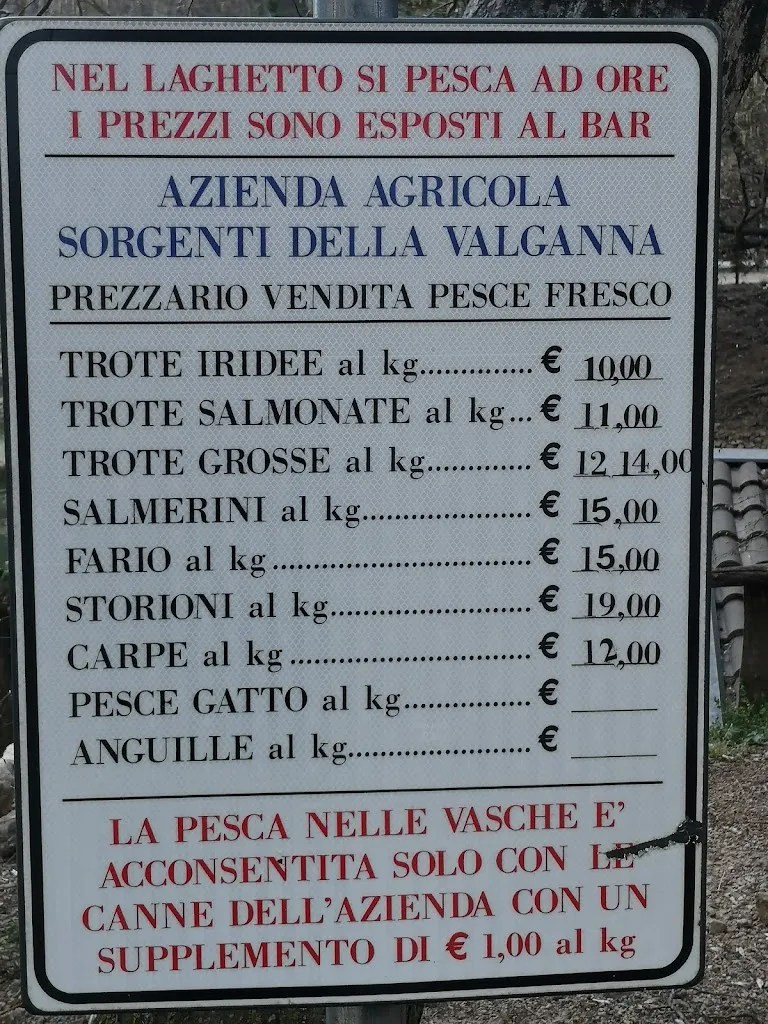 NEL LAGHETTO SI PESCA AD ORE
I PREZZI SONO ESPOSTI AL BAR
AZIENDA AGRICOLA
SORGENTI DELLA VALGANNA
PREZZARIO VENDITA PESCE FRESCO
TROTE IRIDEE al kg.............. € 10,00
TROTE SALMONATE al kg... € 11,00
TROTE GROSSE al kg............. € 12 14,00
SALMERINI al kg..................... € 15,00
FARIO al kg................................ € 15,00
STORIONI al kg......................... € 19,00
CARPE al kg.............................. € 12,00
PESCE GATTO al kg................ €
ANGUILLE al kg....................... €
LA PESCA NELLE VASCHE E'
ACCONSENTITA SOLO CON LE
CANNE DELL'AZIENDA CON UN
SUPPLEMENTO DI € 1,00 al kg